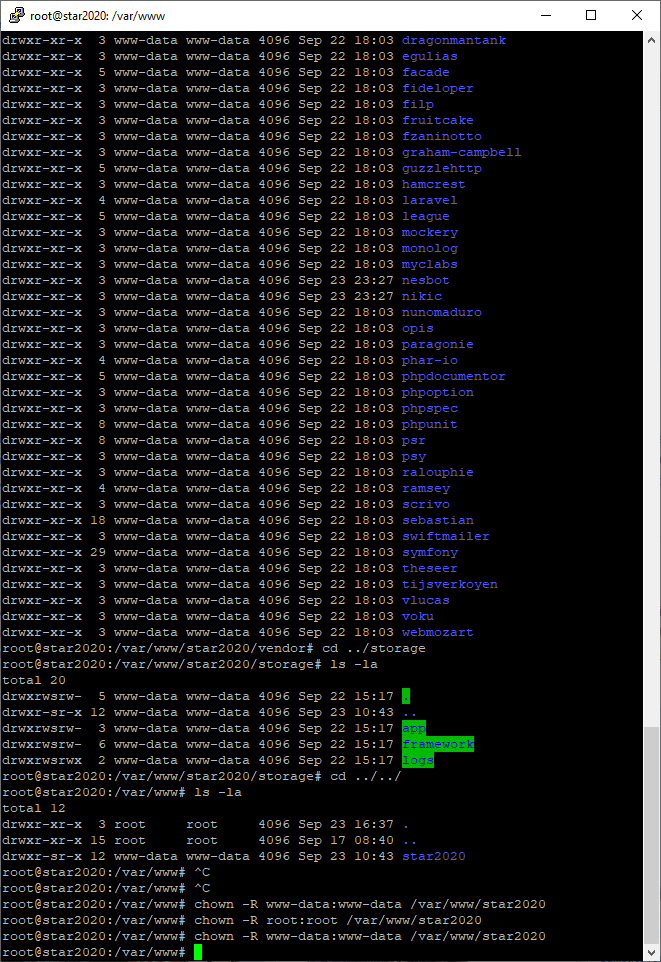 root@star2020: /var/www
drwxr-xr-x  3 www-data www-data 4096 Sep 22 18:03 dragonmantank
drwxr-xr-x  3 www-data www-data 4096 Sep 22 18:03 egulias
drwxr-xr-x  5 www-data www-data 4096 Sep 22 18:03 facade
drwxr-xr-x  3 www-data www-data 4096 Sep 22 18:03 fideloper
drwxr-xr-x  3 www-data www-data 4096 Sep 22 18:03 filp
drwxr-xr-x  3 www-data www-data 4096 Sep 22 18:03 fruitcake
drwxr-xr-x  3 www-data www-data 4096 Sep 22 18:03 fzaninotto
drwxr-xr-x  3 www-data www-data 4096 Sep 22 18:03 graham-campbell
drwxr-xr-x  5 www-data www-data 4096 Sep 22 18:03 guzzlehttp
drwxr-xr-x  3 www-data www-data 4096 Sep 22 18:03 hamcrest
drwxr-xr-x  4 www-data www-data 4096 Sep 22 18:03 laravel
drwxr-xr-x  5 www-data www-data 4096 Sep 22 18:03 league
drwxr-xr-x  3 www-data www-data 4096 Sep 22 18:03 mockery
drwxr-xr-x  3 www-data www-data 4096 Sep 22 18:03 monolog
drwxr-xr-x  3 www-data www-data 4096 Sep 22 18:03 myclabs
drwxr-xr-x  3 www-data www-data 4096 Sep 23 23:27 nesbot
drwxr-xr-x  3 www-data www-data 4096 Sep 23 23:27 nikic
drwxr-xr-x  3 www-data www-data 4096 Sep 22 18:03 nunomaduro
drwxr-xr-x  3 www-data www-data 4096 Sep 22 18:03 opis
drwxr-xr-x  3 www-data www-data 4096 Sep 22 18:03 paragonie
drwxr-xr-x  4 www-data www-data 4096 Sep 22 18:03 phar-io
drwxr-xr-x  5 www-data www-data 4096 Sep 22 18:03 phpdocumentor
drwxr-xr-x  3 www-data www-data 4096 Sep 22 18:03 phpoption
drwxr-xr-x  3 www-data www-data 4096 Sep 22 18:03 phpspec
drwxr-xr-x  8 www-data www-data 4096 Sep 22 18:03 phpunit
drwxr-xr-x  8 www-data www-data 4096 Sep 22 18:03 psr
drwxr-xr-x  3 www-data www-data 4096 Sep 22 18:03 psy
drwxr-xr-x  3 www-data www-data 4096 Sep 22 18:03 ralouphie
drwxr-xr-x  4 www-data www-data 4096 Sep 22 18:03 ramsey
drwxr-xr-x  3 www-data www-data 4096 Sep 22 18:03 scrivo
drwxr-xr-x 18 www-data www-data 4096 Sep 22 18:03 sebastian
drwxr-xr-x  3 www-data www-data 4096 Sep 22 18:03 swiftmailer
drwxr-xr-x 29 www-data www-data 4096 Sep 22 18:03 symfony
drwxr-xr-x  3 www-data www-data 4096 Sep 22 18:03 theseer
drwxr-xr-x  3 www-data www-data 4096 Sep 22 18:03 tijsverkoyen
drwxr-xr-x  3 www-data www-data 4096 Sep 22 18:03 vlucas
drwxr-xr-x  3 www-data www-data 4096 Sep 22 18:03 voku
drwxr-xr-x  3 www-data www-data 4096 Sep 22 18:03 webmozart
root@star2020:/var/www/star2020/vendor# cd ../storage
root@star2020:/var/www/star2020/storage# ls -la
total 20
drwxrwsrw-  5 www-data www-data 4096 Sep 22 15:17 .
drwxr-sr-x 12 www-data www-data 4096 Sep 23 10:43 ..
drwxrwsrw-  3 www-data www-data 4096 Sep 22 15:17 app
drwxrwsrw-  6 www-data www-data 4096 Sep 22 15:17 framework
drwxrwsrwx  2 www-data www-data 4096 Sep 22 15:17 logs
root@star2020:/var/www/star2020/storage# cd ../../
root@star2020:/var/www# ls -la
total 12
drwxr-xr-x  3 root     root     4096 Sep 23 16:37 .
drwxr-xr-x 15 root     root     4096 Sep 17 08:40 ..
drwxr-sr-x 12 www-data www-data 4096 Sep 23 10:43 star2020
root@star2020:/var/www# ^C
root@star2020:/var/www# ^C
root@star2020:/var/www# chown -R www-data:www-data /var/www/star2020
root@star2020:/var/www# chown -R root:root /var/www/star2020
root@star2020:/var/www# chown -R www-data:www-data /var/www/star2020
root@star2020:/var/www#